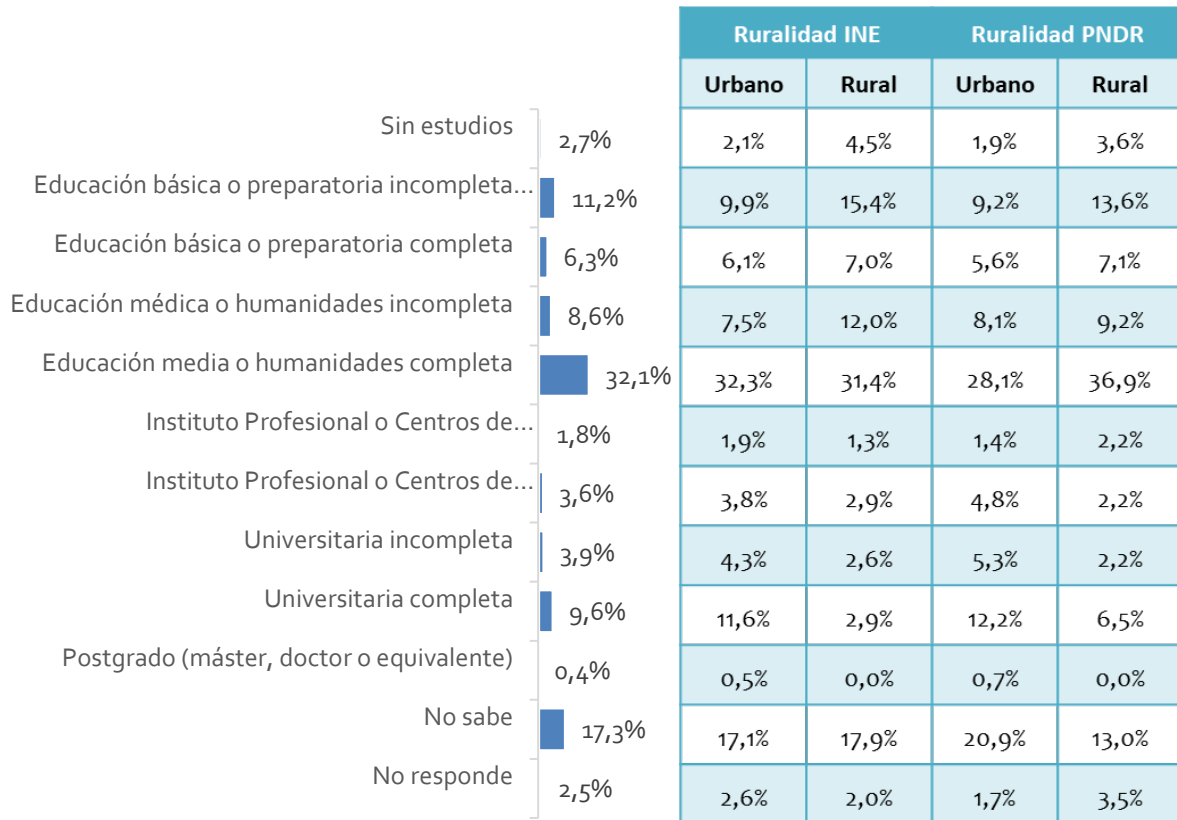 Ruralidad INE Ruralidad PNDR
Urbano Rural Urbano Rural
Sin estudios 2,7% 2,1% 4,5% 1,9% 3,6%
Educación básica o preparatoria incompleta... 11,2% 9,9% 15,4% 9,2% 13,6%
Educación básica o preparatoria completa 6,3% 6,1% 7,0% 5,6% 7,1%
Educación médica o humanidades incompleta 8,6% 7,5% 12,0% 8,1% 9,2%
Educación media o humanidades completa 32,1% 32,3% 31,4% 28,1% 36,9%
Instituto Profesional o Centros de... 1,8% 1,9% 1,3% 1,4% 2,2%
Instituto Profesional o Centros de... 3,6% 3,8% 2,9% 4,8% 2,2%
Universitaria incompleta 3,9% 4,3% 2,6% 5,3% 2,2%
Universitaria completa 9,6% 11,6% 2,9% 12,2% 6,5%
Postgrado (máster, doctor o equivalente) 0,4% 0,5% 0,0% 0,7% 0,0%
No sabe 17,3% 17,1% 17,9% 20,9% 13,0%
No responde 2,5% 2,6% 2,0% 1,7% 3,5%